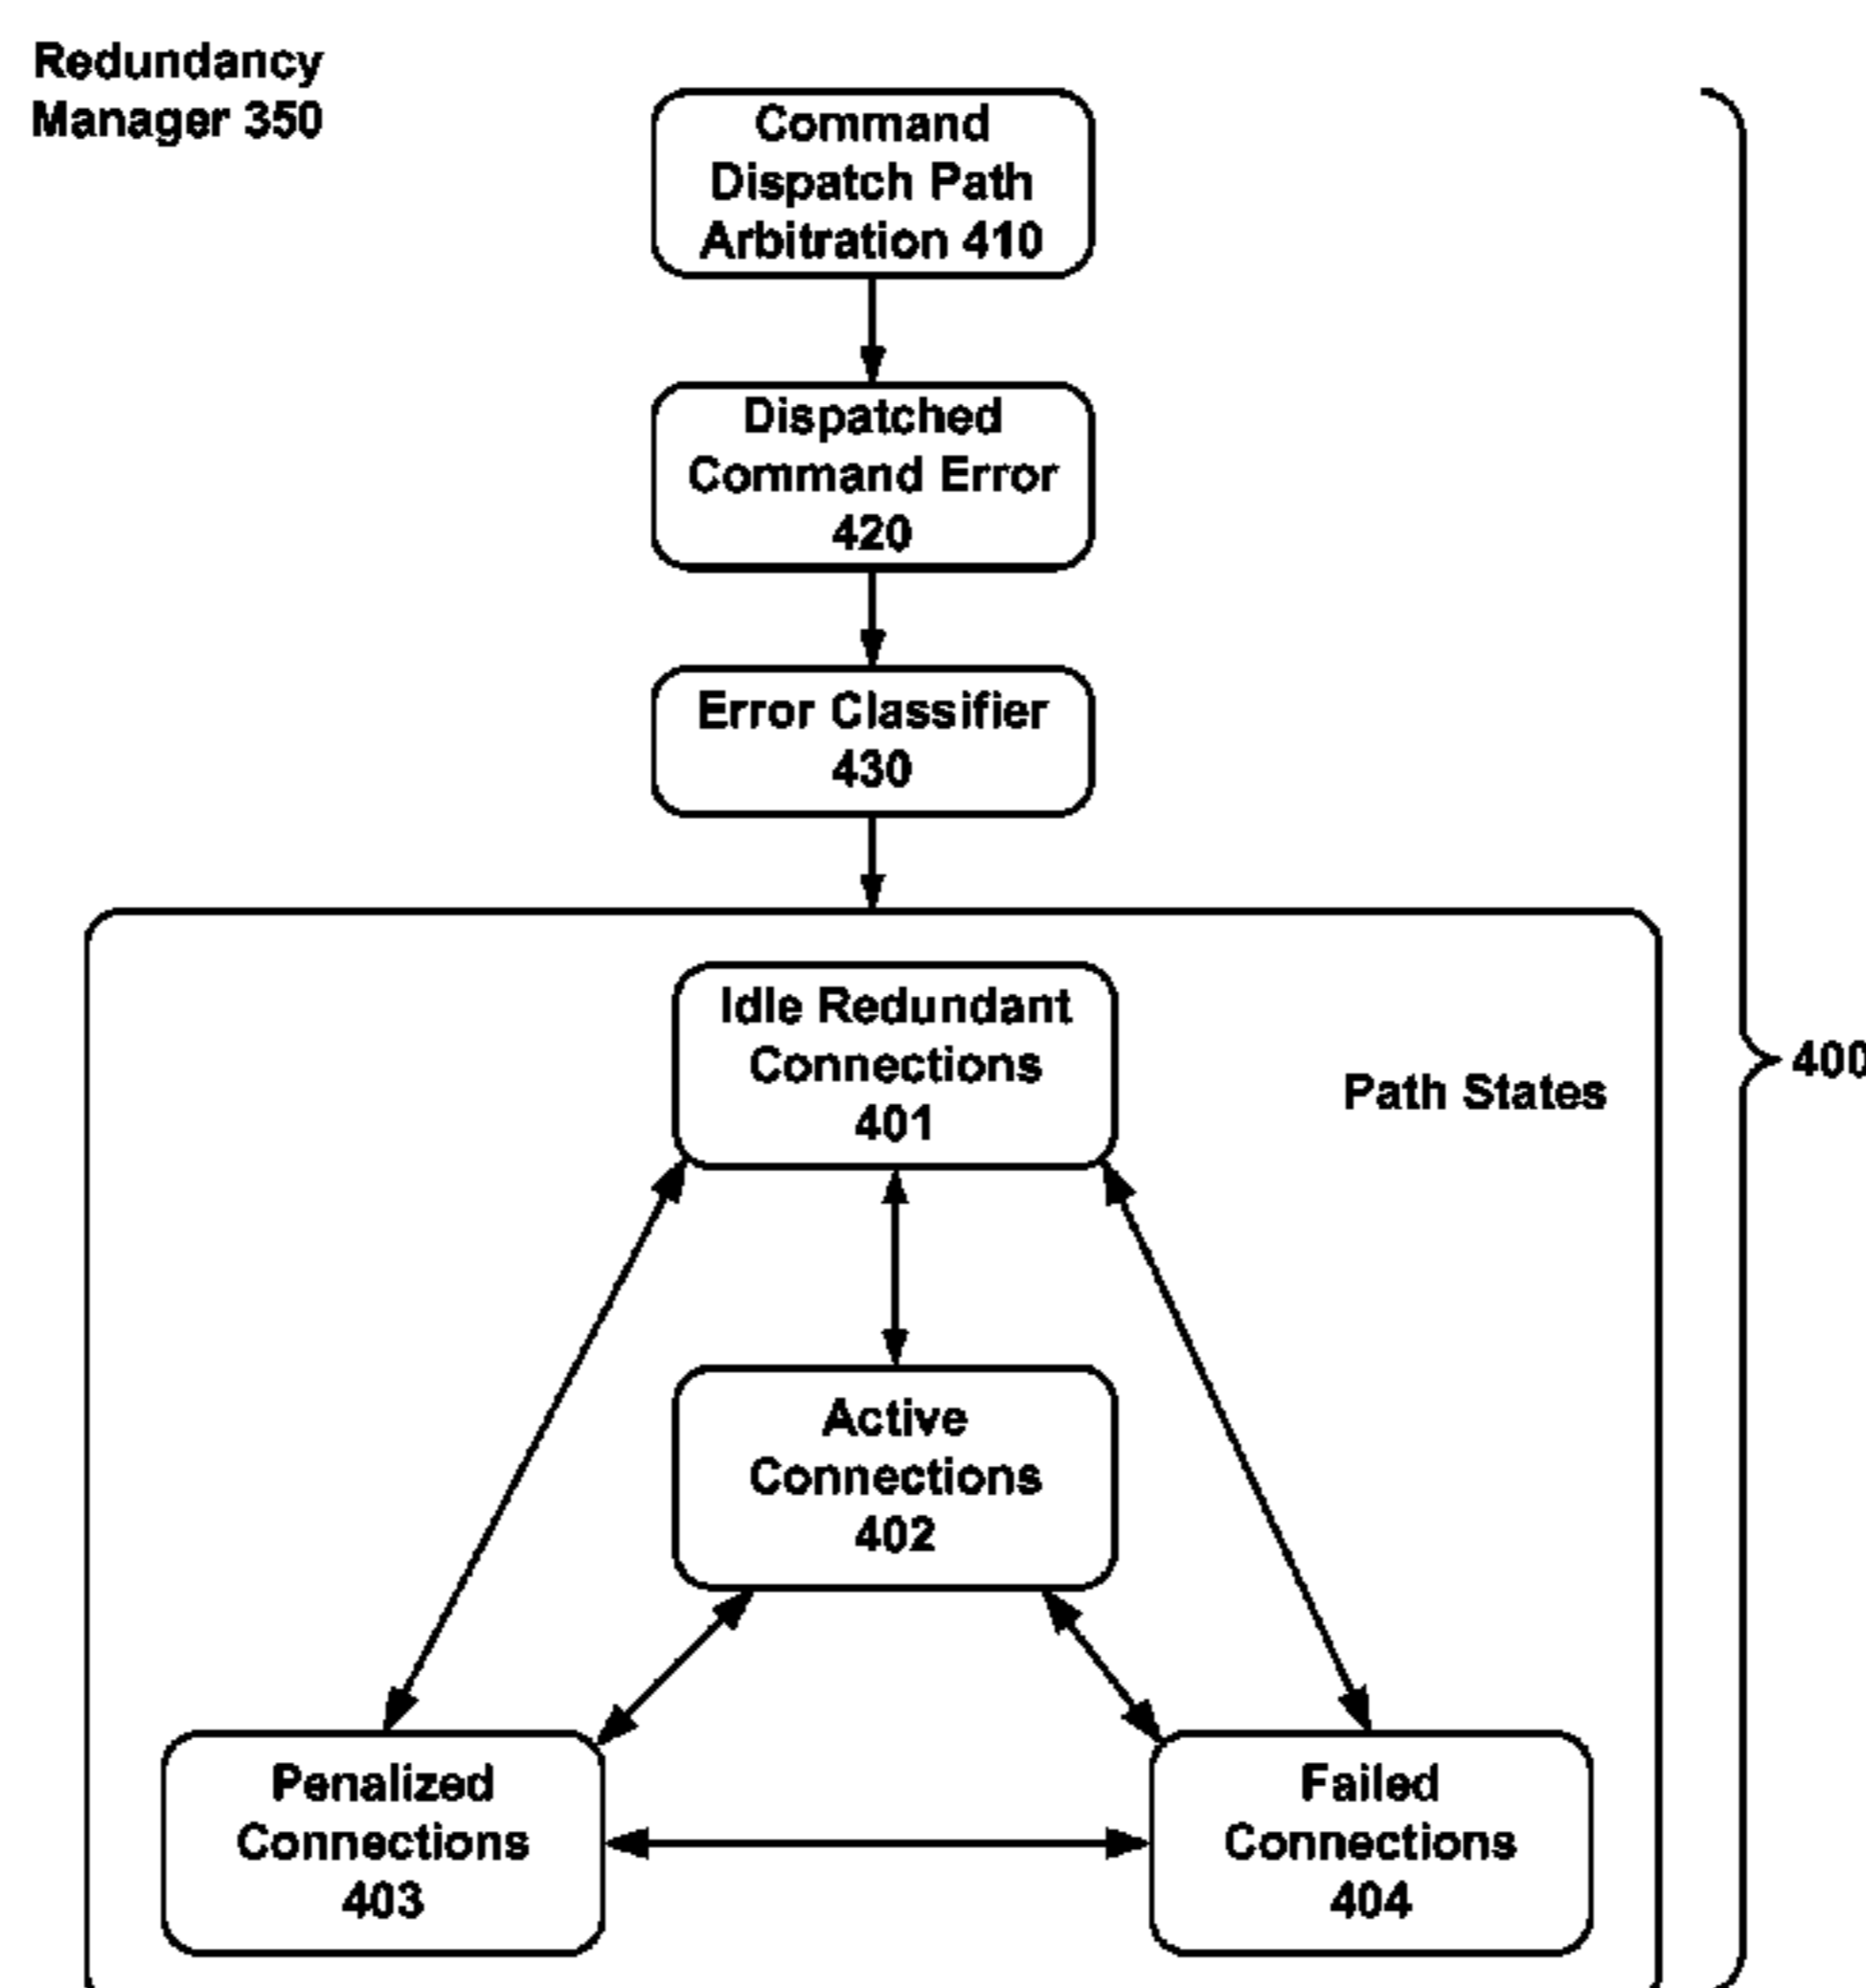 Redundancy
Manager 350
Command
Dispatch Path
Arbitration 410
Dispatched
Command Error
420
Error Classifier
430
Idle Redundant
Connections
401
Path States
400
Active
Connections
402
Penalized
Connections
403
Failed
Connections
404